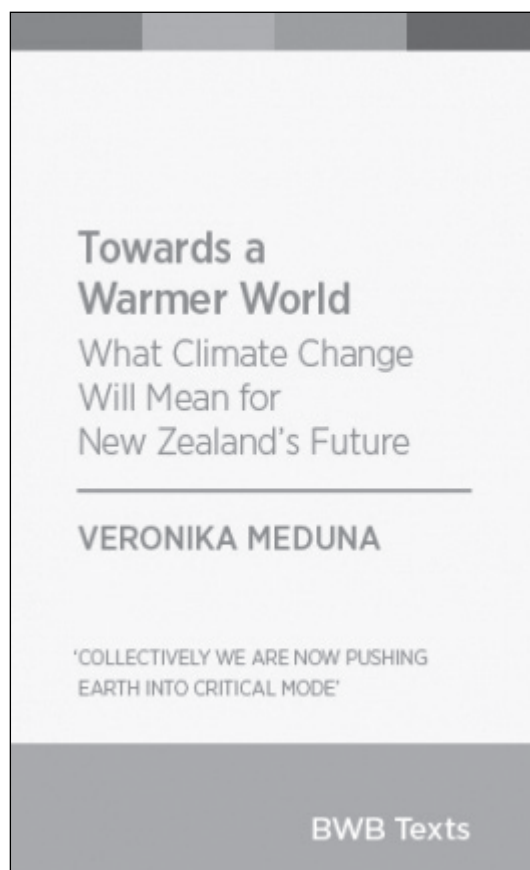 Towards a
Warmer World
What Climate Change
Will Mean for
New Zealand's Future
VERONIKA MEDUNA
‘COLLECTIVELY WE ARE NOW PUSHING
EARTH INTO CRITICAL MODE’
BWB Texts